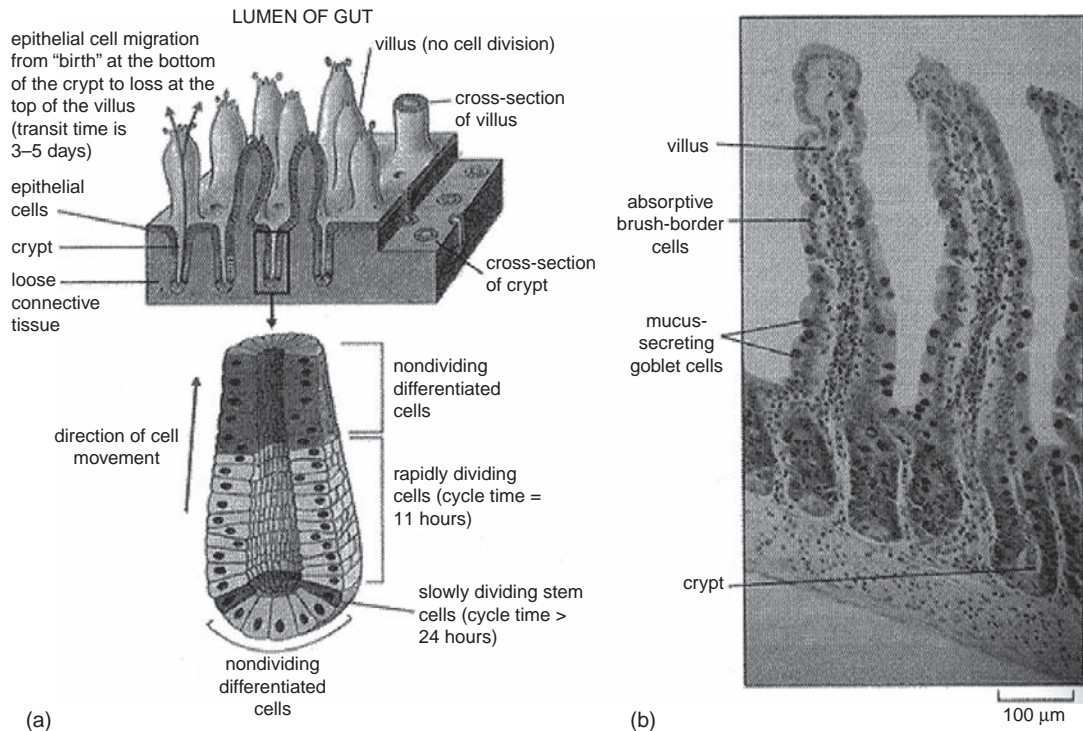 LUMEN OF GUT
epithelial cell migration
from “birth” at the bottom
of the crypt to loss at the
top of the villus
(transit time is
3–5 days)
villus (no cell division)
cross-section
of villus
epithelial
cells
crypt
loose
connective
tissue
cross-section
of crypt
direction of cell
movement
nondividing
differentiated
cells
rapidly dividing
cells (cycle time =
11 hours)
slowly dividing stem
cells (cycle time >
24 hours)
nondividing
differentiated
cells
(a)
villus
absorptive
brush-border
cells
mucus-
secreting
goblet cells
crypt
100 μm
(b)